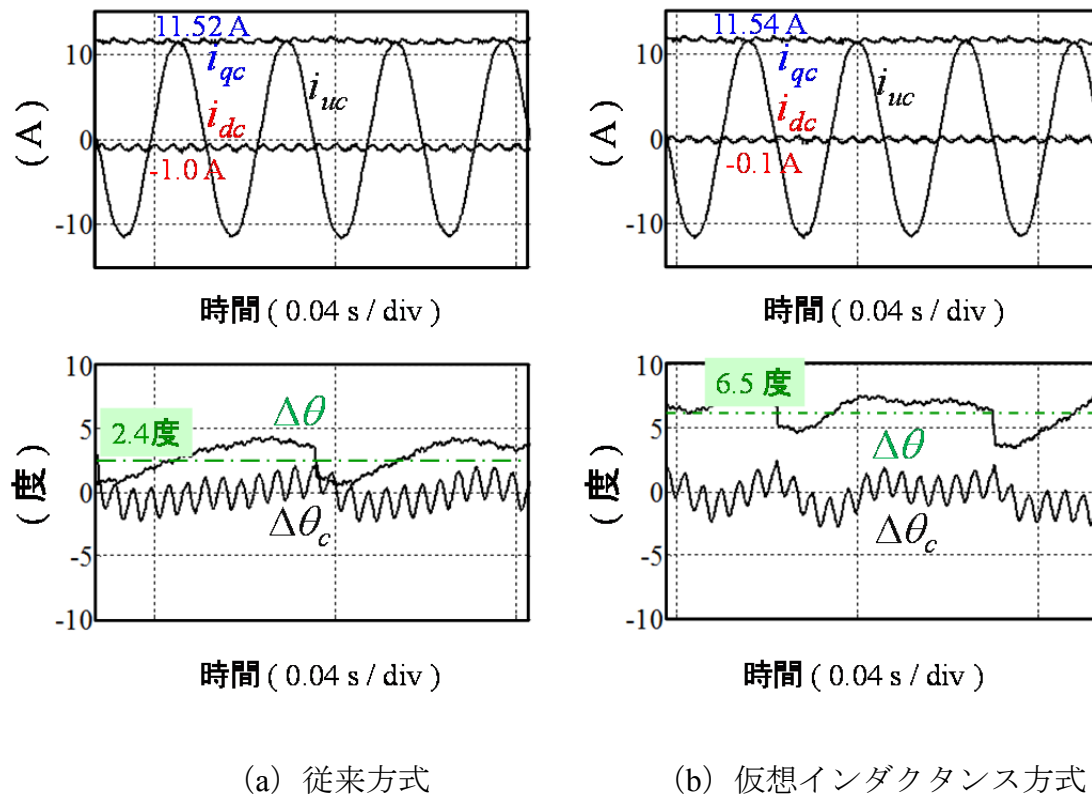 11.52 A
10
i_qc
i_uc
( A )
i_dc
0
-1.0 A
-10
時間 ( 0.04 s / div )
11.54 A
10
i_qc
i_uc
( A )
i_dc
0
-0.1 A
-10
時間 ( 0.04 s / div )
10
Δθ
5
2.4度
( 度 )
0
Δθ_c
-5
-10
時間 ( 0.04 s / div )
10
6.5 度
5
Δθ
( 度 )
0
Δθ_c
-5
-10
時間 ( 0.04 s / div )
(a) 従来方式
(b) 仮想インダクタンス方式